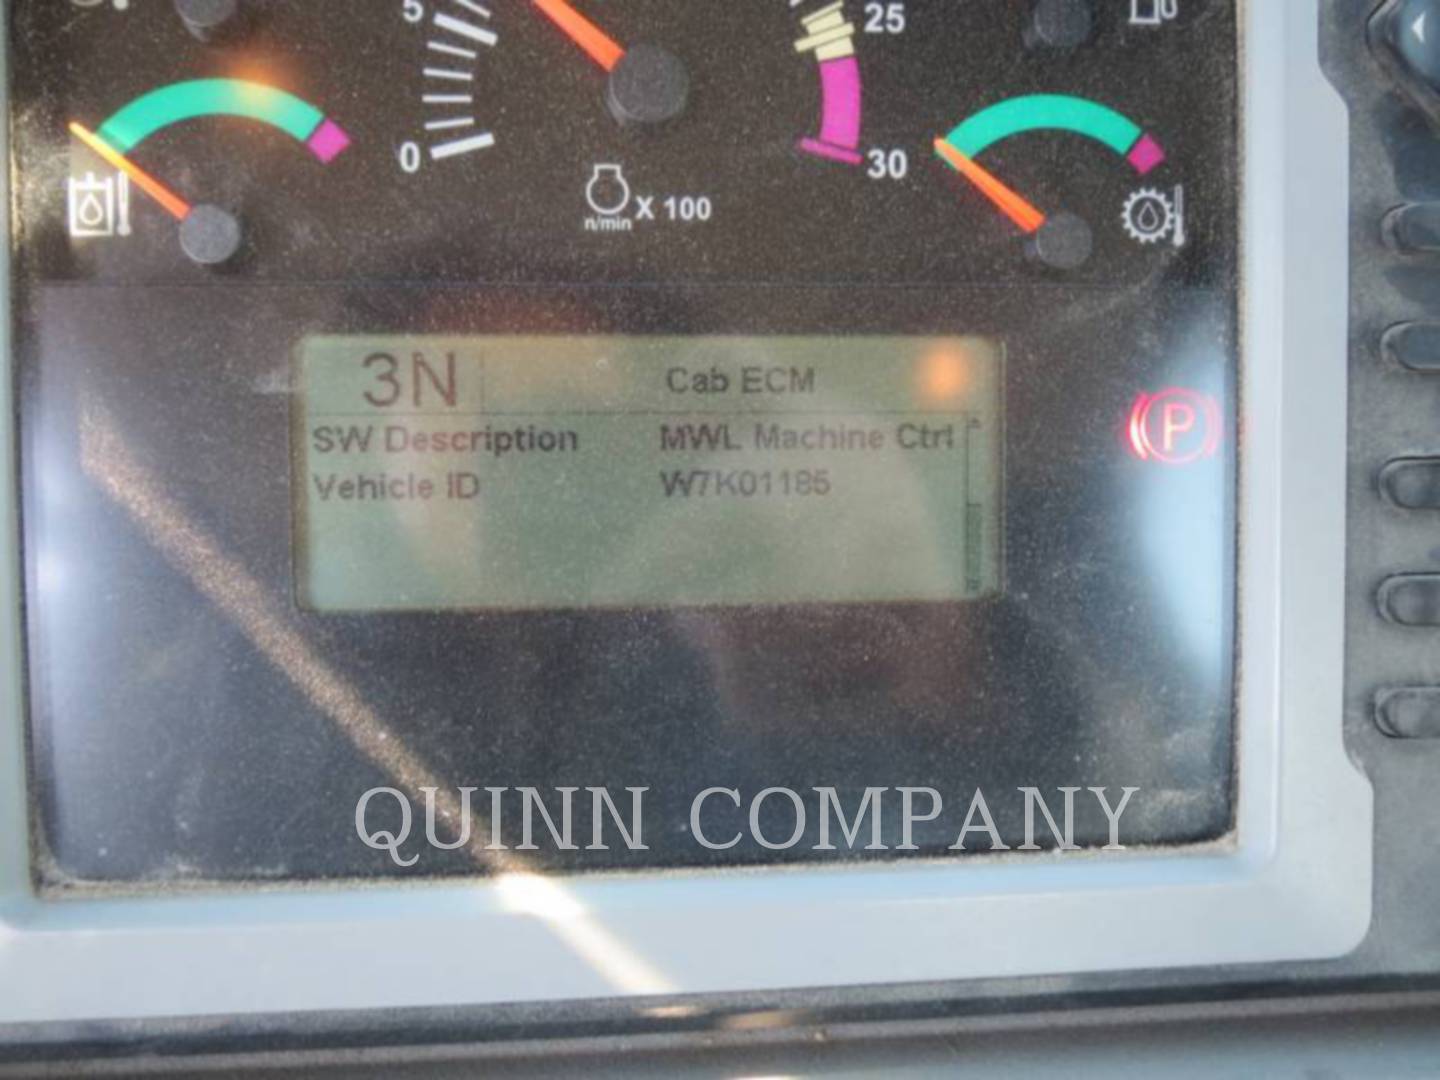 5
25
0
30
n/min X 100
3N Cab ECM
SW Description MWL Machine Ctrl
Vehicle ID W7K01185
P
QUINN COMPANY